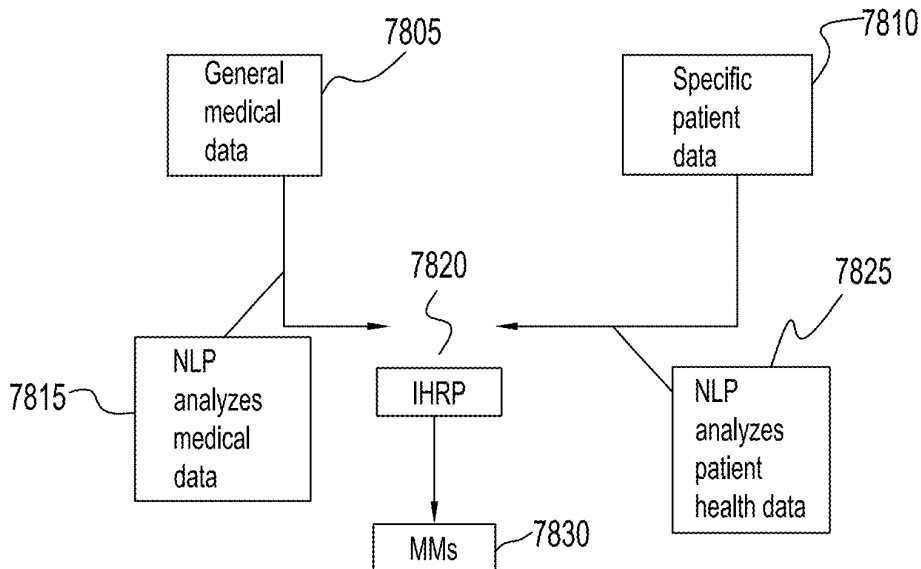 7805
General
medical
data
7810
Specific
patient
data
7820
IHRP
7825
7815
NLP
analyzes
medical
data
NLP
analyzes
patient
health data
MMs
7830